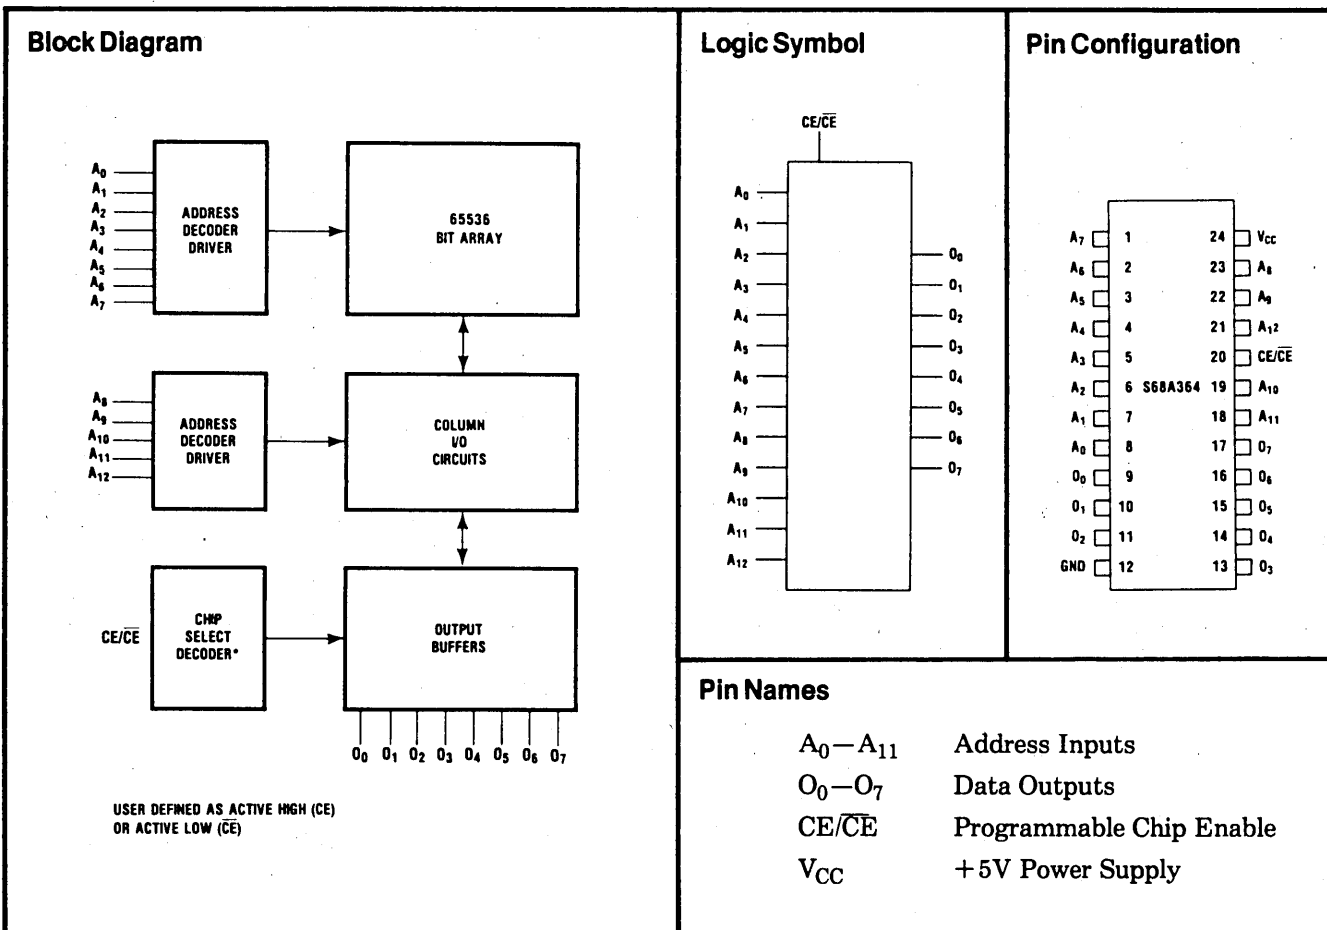 Block Diagram
A0
A1
A2
A3
A4
A5
A6
A7
ADDRESS
DECODER
DRIVER
65536
BIT ARRAY
A8
A9
A10
A11
A12
ADDRESS
DECODER
DRIVER
COLUMN
I/O
CIRCUITS
CE/C̅E̅
CHIP
SELECT
DECODER*
OUTPUT
BUFFERS
O0 O1 O2 O3 O4 O5 O6 O7
USER DEFINED AS ACTIVE HIGH (CE)
OR ACTIVE LOW (C̅E̅)
Logic Symbol
CE/C̅E̅
A0
A1
A2
A3
A4
A5
A6
A7
A8
A9
A10
A11
A12
O0
O1
O2
O3
O4
O5
O6
O7
Pin Configuration
A7 1 24 VCC
A6 2 23 A8
A5 3 22 A9
A4 4 21 A12
A3 5 20 CE/C̅E̅
A2 6 S68A364 19 A10
A1 7 18 A11
A0 8 17 O7
O0 9 16 O6
O1 10 15 O5
O2 11 14 O4
GND 12 13 O3
Pin Names
A0—A11 Address Inputs
O0—O7 Data Outputs
CE/C̅E̅ Programmable Chip Enable
VCC +5V Power Supply